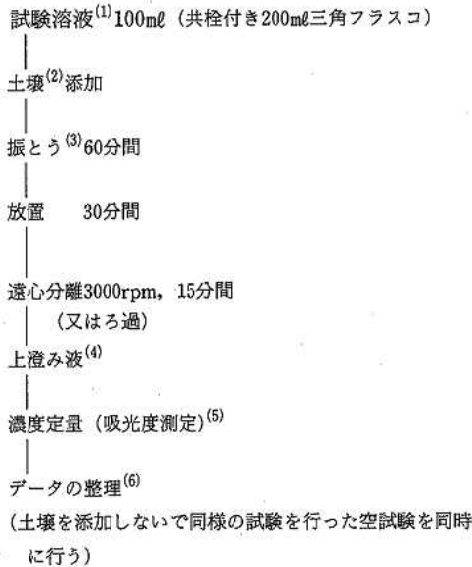 試験溶液(1)100㎖（共栓付き200㎖三角フラスコ）
土壌(2)添加
振とう(3)60分間
放置　30分間
遠心分離3000rpm，15分間
（又はろ過）
上澄み液(4)
濃度定量（吸光度測定）(5)
データの整理(6)
（土壌を添加しないで同様の試験を行った空試験を同時
に行う）